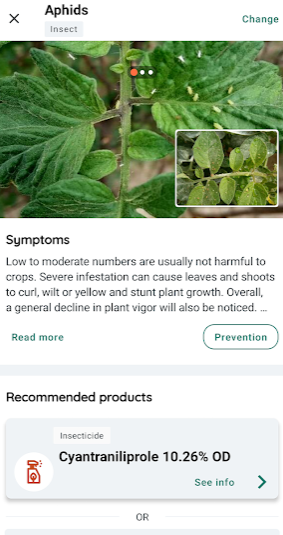 Aphids
Change
Insect
Symptoms
Low to moderate numbers are usually not harmful to
crops. Severe infestation can cause leaves and shoots
to curl, wilt or yellow and stunt plant growth. Overall,
a general decline in plant vigor will also be noticed. ...
Read more
Prevention
Recommended products
Insecticide
Cyantraniliprole 10.26% OD
See info
OR